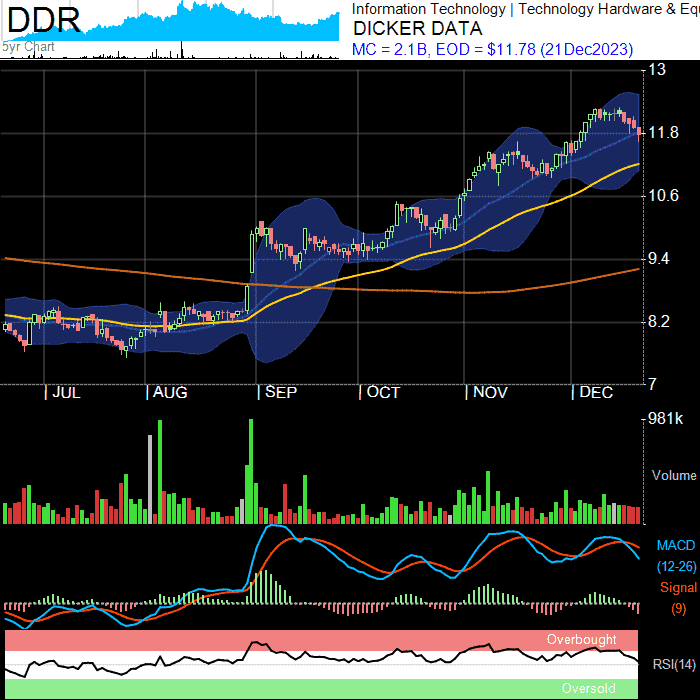 DDR
5yr Chart
Information Technology | Technology Hardware & Equ
DICKER DATA
MC = 2.1B, EOD = $11.78 (21Dec2023)
13
11.8
10.6
9.4
8.2
7
| JUL | AUG | SEP | OCT | NOV | DEC
981k
Volume
MACD
(12-26)
Signal
(9)
Overbought
RSI(14)
Oversold